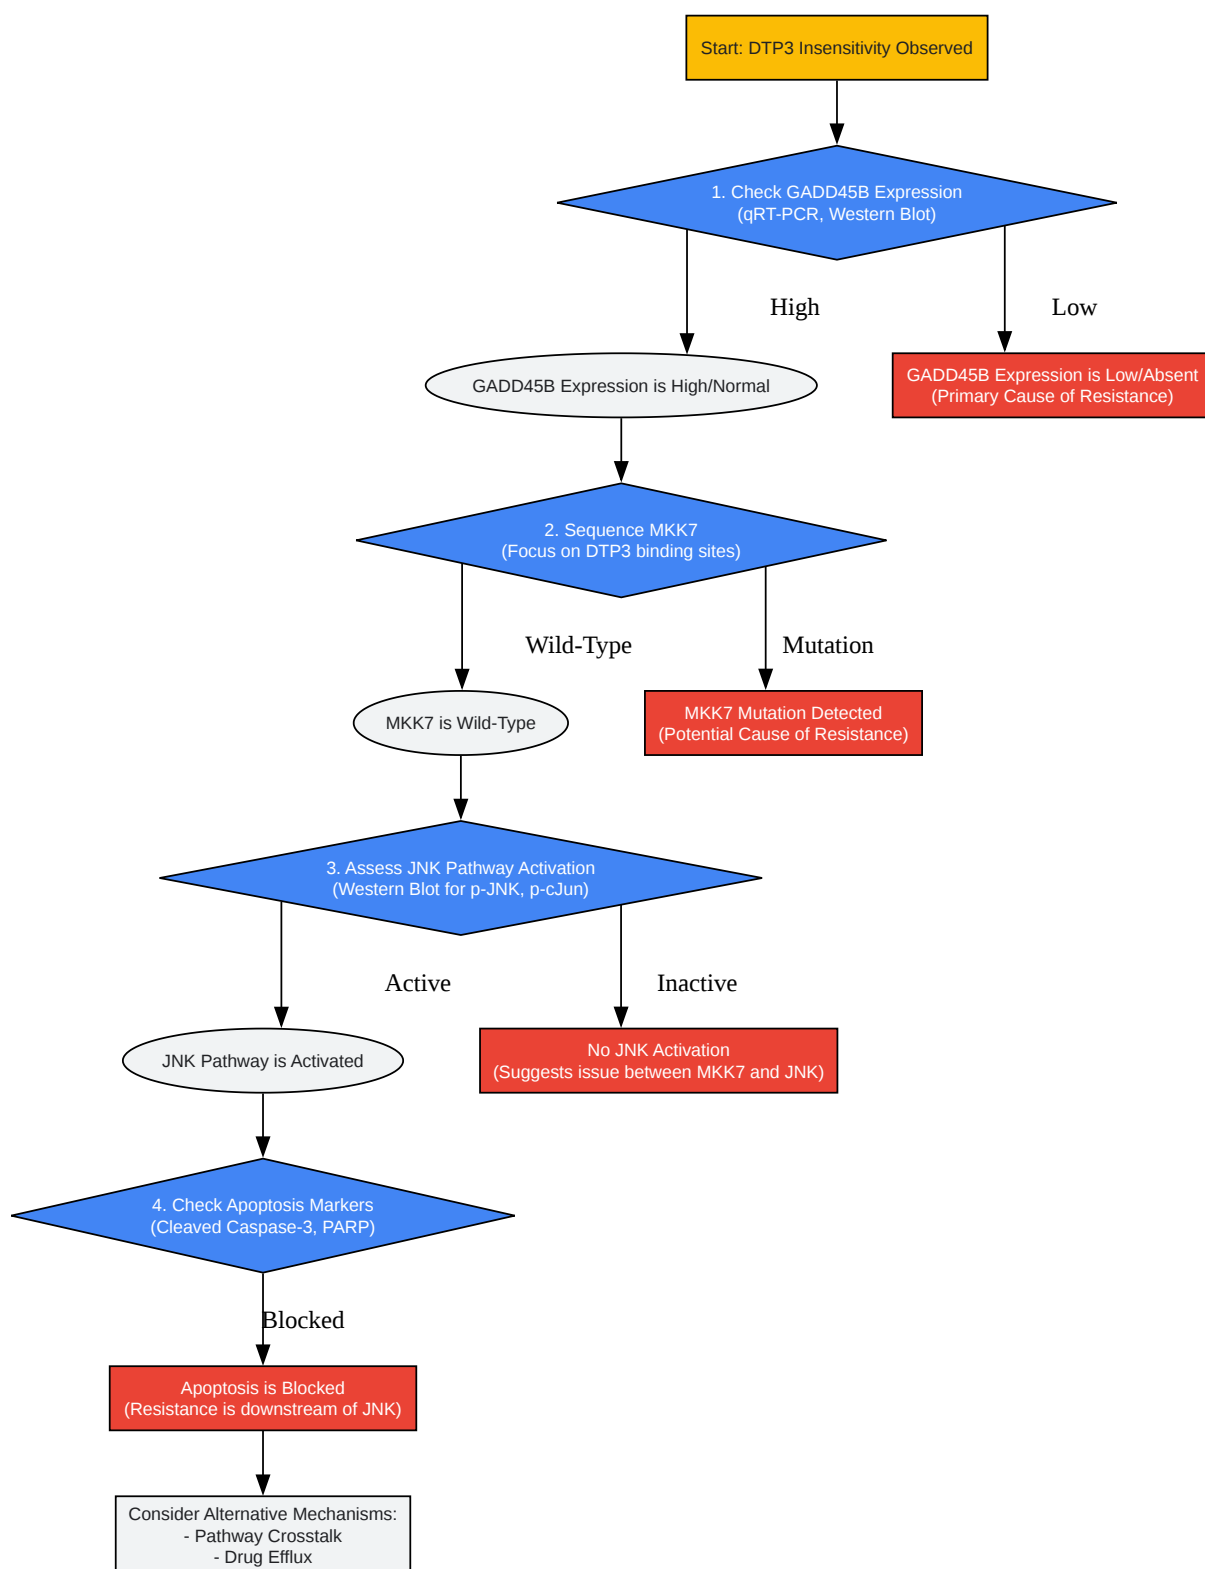 Start: DTP3 Insensitivity Observed
1. Check GADD45B Expression
(qRT-PCR, Western Blot)
High
Low
GADD45B Expression is High/Normal
GADD45B Expression is Low/Absent
(Primary Cause of Resistance)
2. Sequence MKK7
(Focus on DTP3 binding sites)
Wild-Type
Mutation
MKK7 is Wild-Type
MKK7 Mutation Detected
(Potential Cause of Resistance)
3. Assess JNK Pathway Activation
(Western Blot for p-JNK, p-cJun)
Active
Inactive
JNK Pathway is Activated
No JNK Activation
(Suggests issue between MKK7 and JNK)
4. Check Apoptosis Markers
(Cleaved Caspase-3, PARP)
Blocked
Apoptosis is Blocked
(Resistance is downstream of JNK)
Consider Alternative Mechanisms:
- Pathway Crosstalk
- Drug Efflux